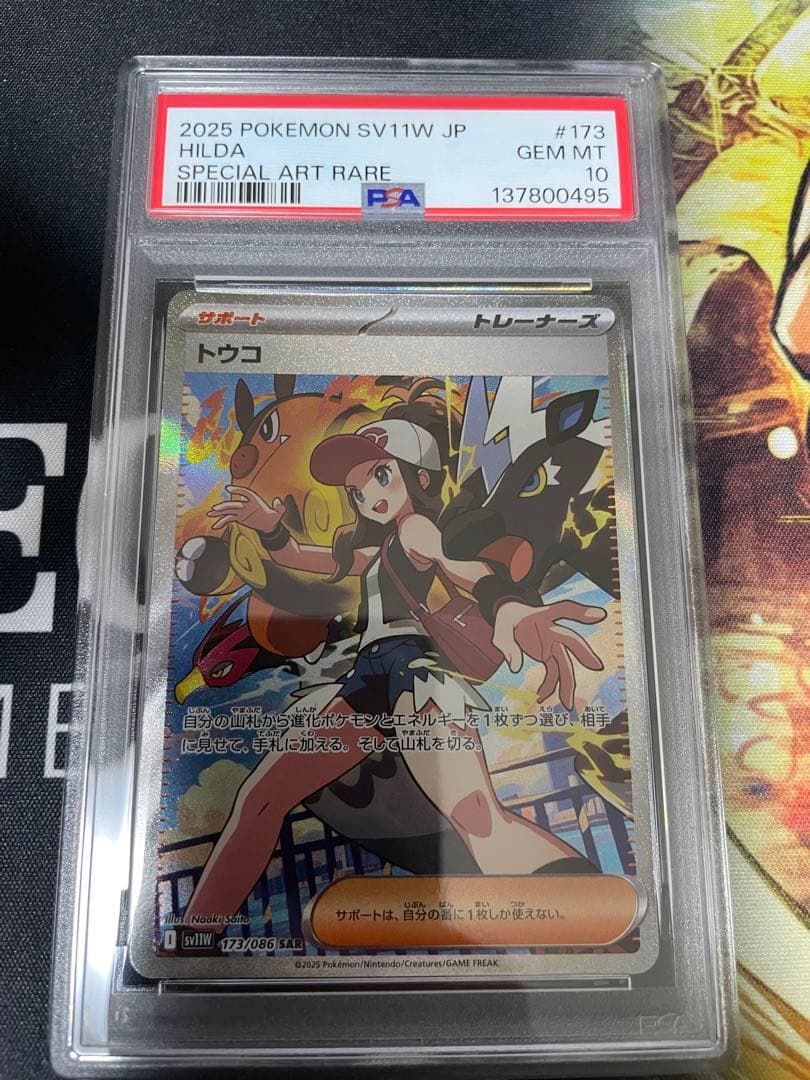 2025 POKEMON SV11W JP #173
HILDA GEM MT
SPECIAL ART RARE 10
PSA 137800495
サポート トレーナーズ
トウコ
自分の山札から進化ポケモンとエネルギーを1枚ずつ選び、相手
に見せて、手札に加える。そして山札を切る。
サポートは、自分の番に1枚しか使えない。
Illus. Naoki Saito
I sv11W 173/086 SAR
©2025 Pokémon/Nintendo/Creatures/GAME FREAK